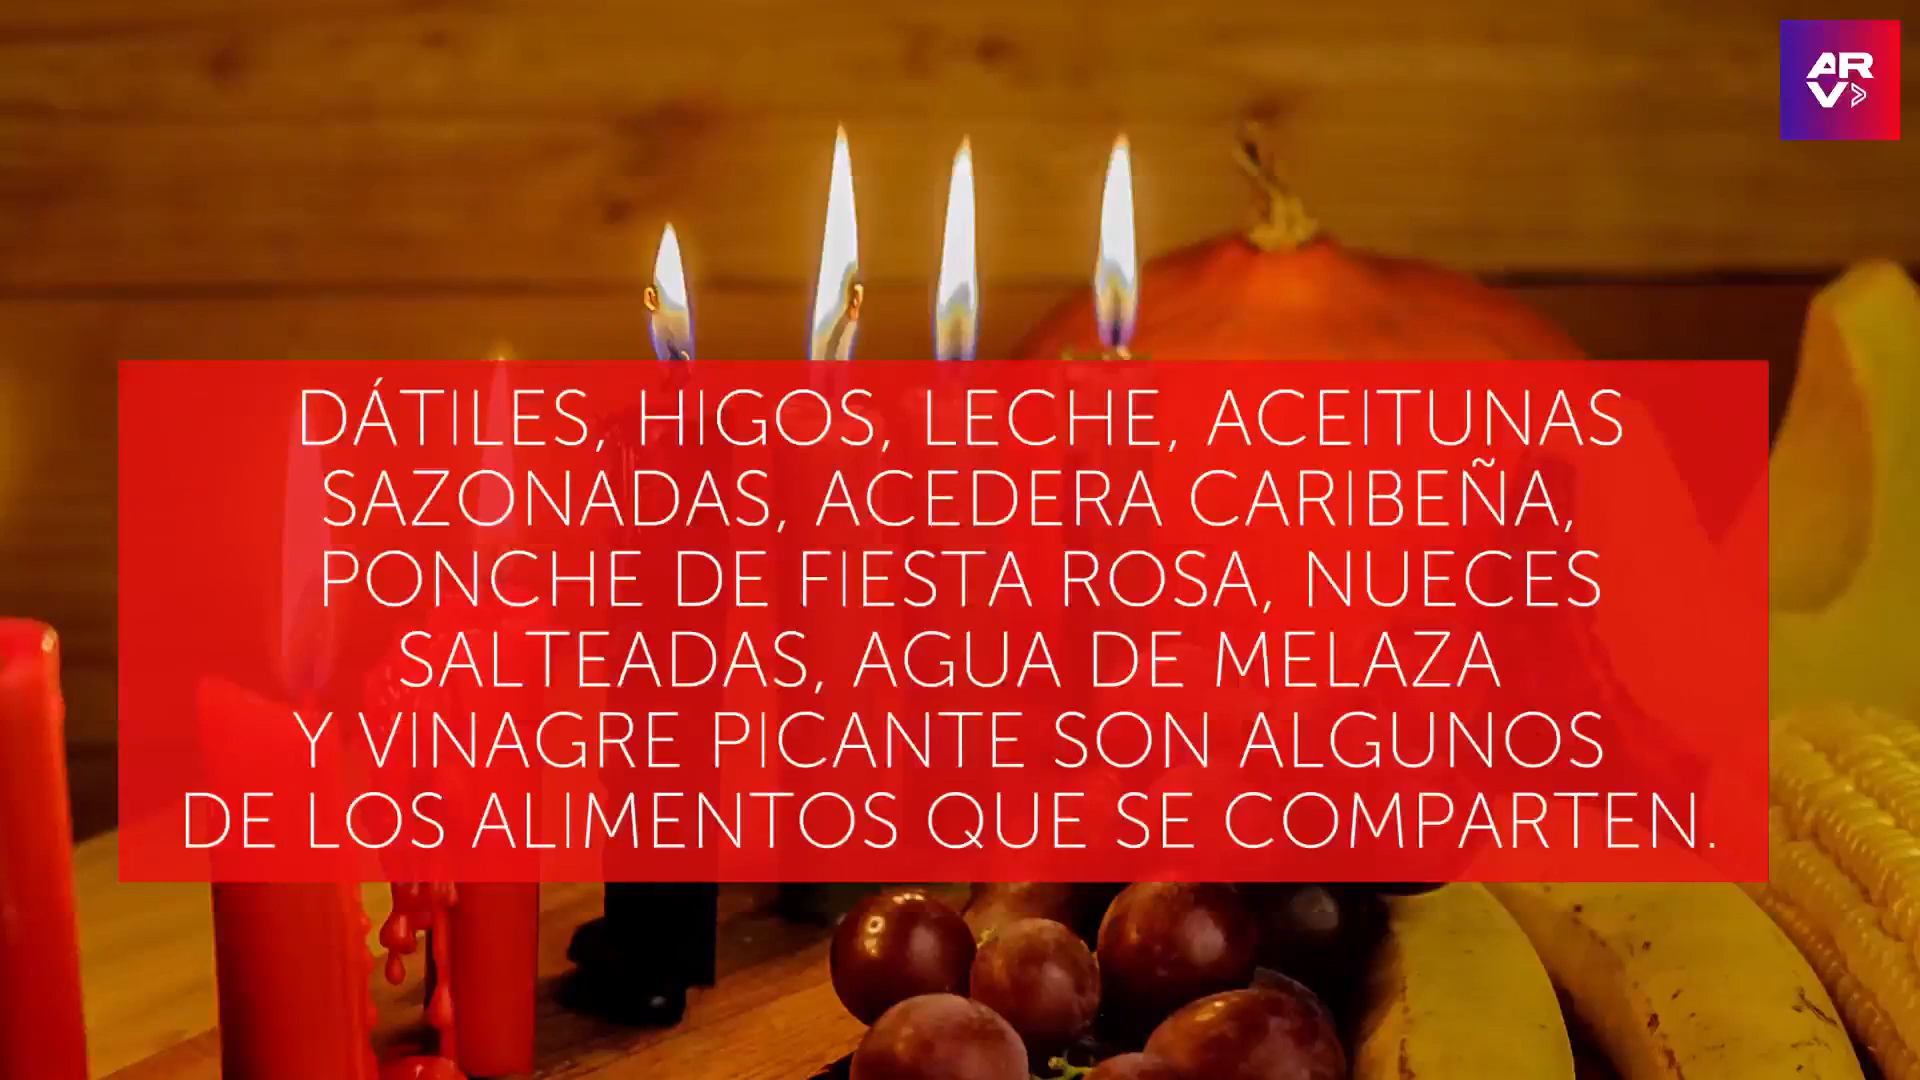 ARV
DÁTILES, HIGOS, LECHE, ACEITUNAS
SAZONADAS, ACEDERA CARIBEÑA,
PONCHE DE FIESTA ROSA, NUECES
SALTEADAS, AGUA DE MELAZA
Y VINAGRE PICANTE SON ALGUNOS
DE LOS ALIMENTOS QUE SE COMPARTEN.